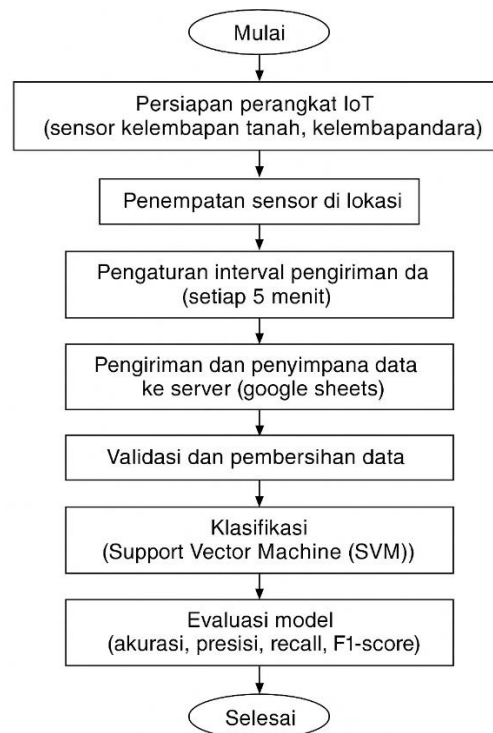 Mulai
Persiapan perangkat IoT
(sensor kelembapan tanah, kelembapandara)
Penempatan sensor di lokasi
Pengaturan interval pengiriman da
(setiap 5 menit)
Pengiriman dan penyimpana data
ke server (google sheets)
Validasi dan pembersihan data
Klasifikasi
(Support Vector Machine (SVM))
Evaluasi model
(akurasi, presisi, recall, F1-score)
Selesai